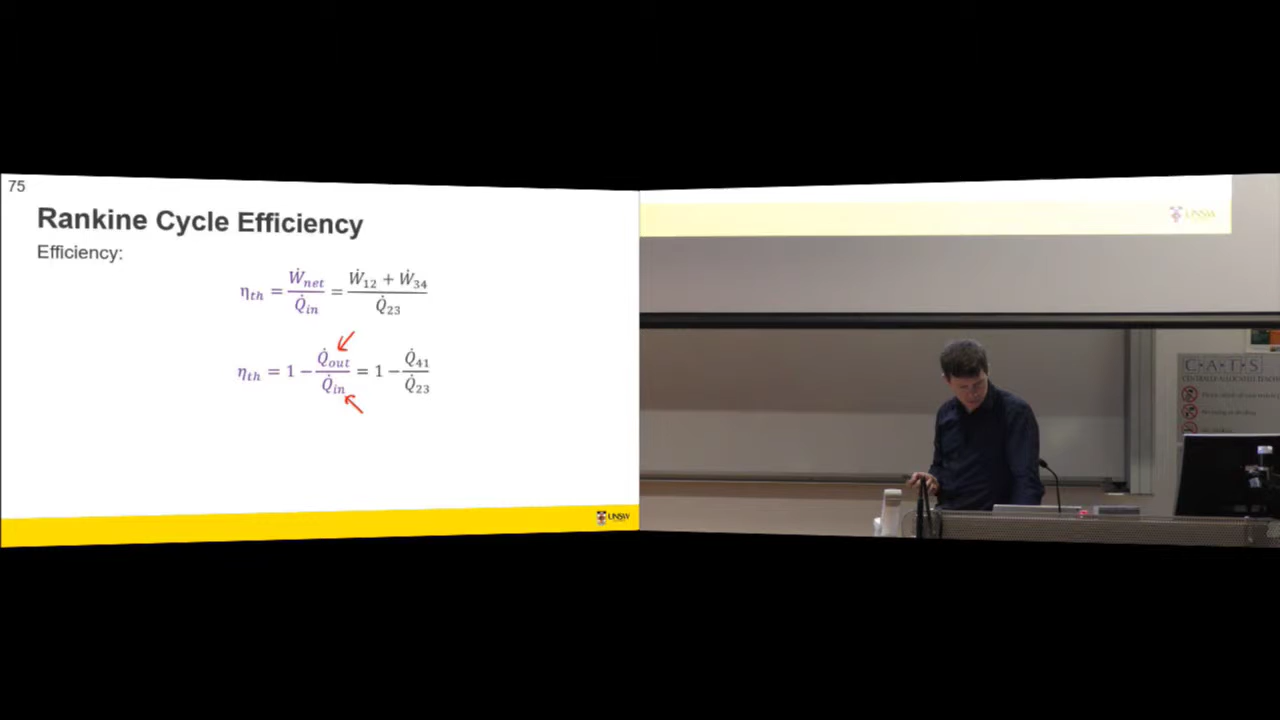 75
Rankine Cycle Efficiency
Efficiency:
η_th = Ẇ_net / Q̇_in = (Ẇ_12 + Ẇ_34) / Q̇_23
η_th = 1 − Q̇_out / Q̇_in = 1 − Q̇_41 / Q̇_23
UNSW
UNSW
C·A·T·S